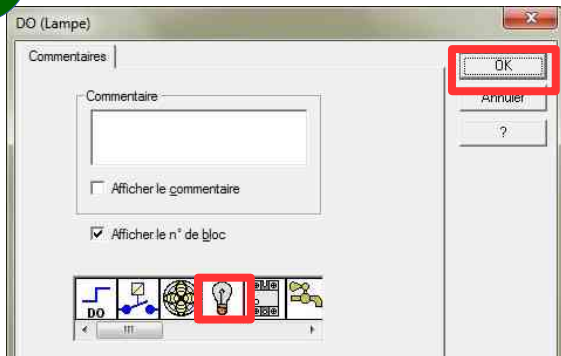 DO (Lampe)
Commentaires
OK
Commentaire
Annuler
?
Afficher le commentaire
Afficher le n° de bloc
DO